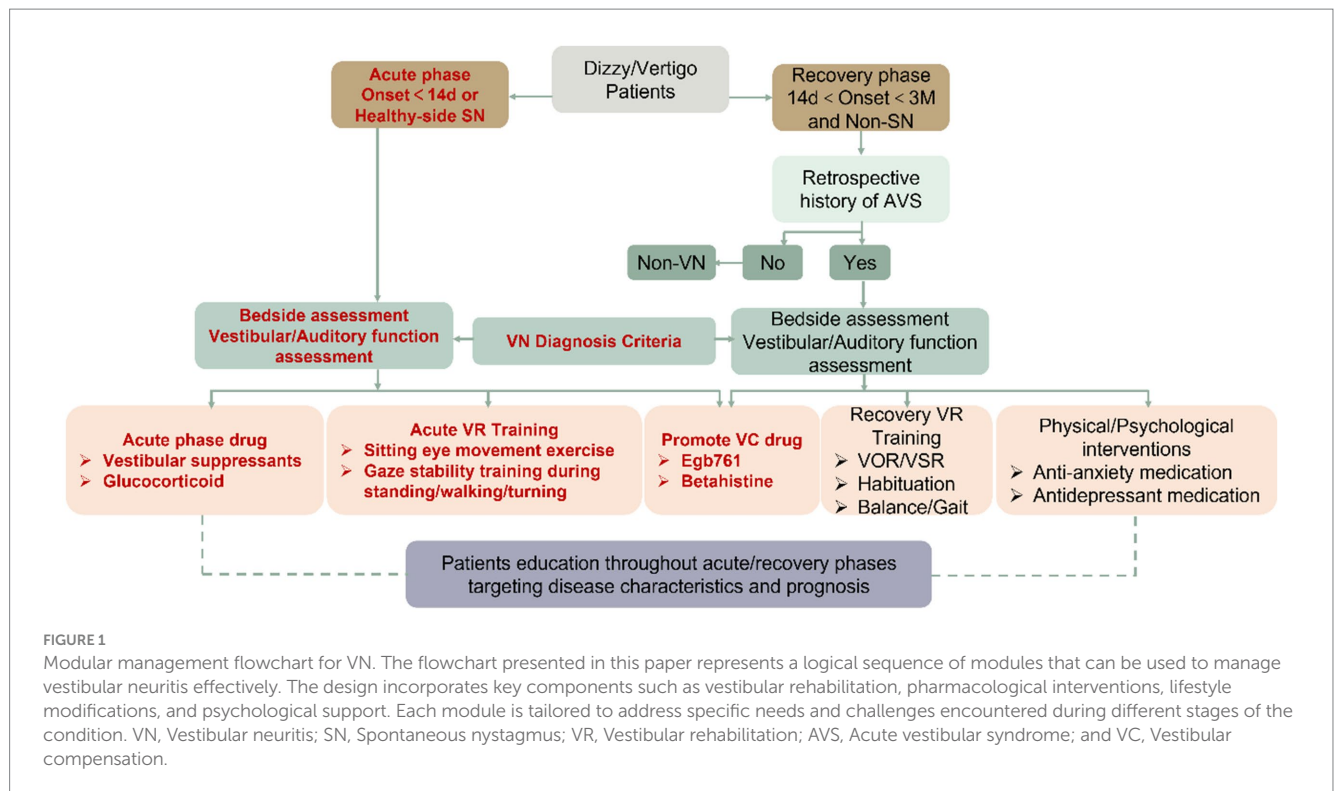 Dizzy/Vertigo
Patients
Acute phase
Onset < 14d or
Healthy-side SN
Recovery phase
14d < Onset < 3M
and Non-SN
Retrospective
history of AVS
Non-VN
No
Yes
Bedside assessment
Vestibular/Auditory function
assessment
VN Diagnosis Criteria
Bedside assessment
Vestibular/Auditory function
assessment
Acute phase drug
➢ Vestibular suppressants
➢ Glucocorticoid
Acute VR Training
➢ Sitting eye movement exercise
➢ Gaze stability training during
standing/walking/turning
Promote VC drug
➢ Egb761
➢ Betahistine
Recovery VR
Training
➢ VOR/VSR
➢ Habituation
➢ Balance/Gait
Physical/Psychological
interventions
➢ Anti-anxiety medication
➢ Antidepressant medication
Patients education throughout acute/recovery phases
targeting disease characteristics and prognosis
FIGURE 1
Modular management flowchart for VN. The flowchart presented in this paper represents a logical sequence of modules that can be used to manage
vestibular neuritis effectively. The design incorporates key components such as vestibular rehabilitation, pharmacological interventions, lifestyle
modifications, and psychological support. Each module is tailored to address specific needs and challenges encountered during different stages of the
condition. VN, Vestibular neuritis; SN, Spontaneous nystagmus; VR, Vestibular rehabilitation; AVS, Acute vestibular syndrome; and VC, Vestibular
compensation.